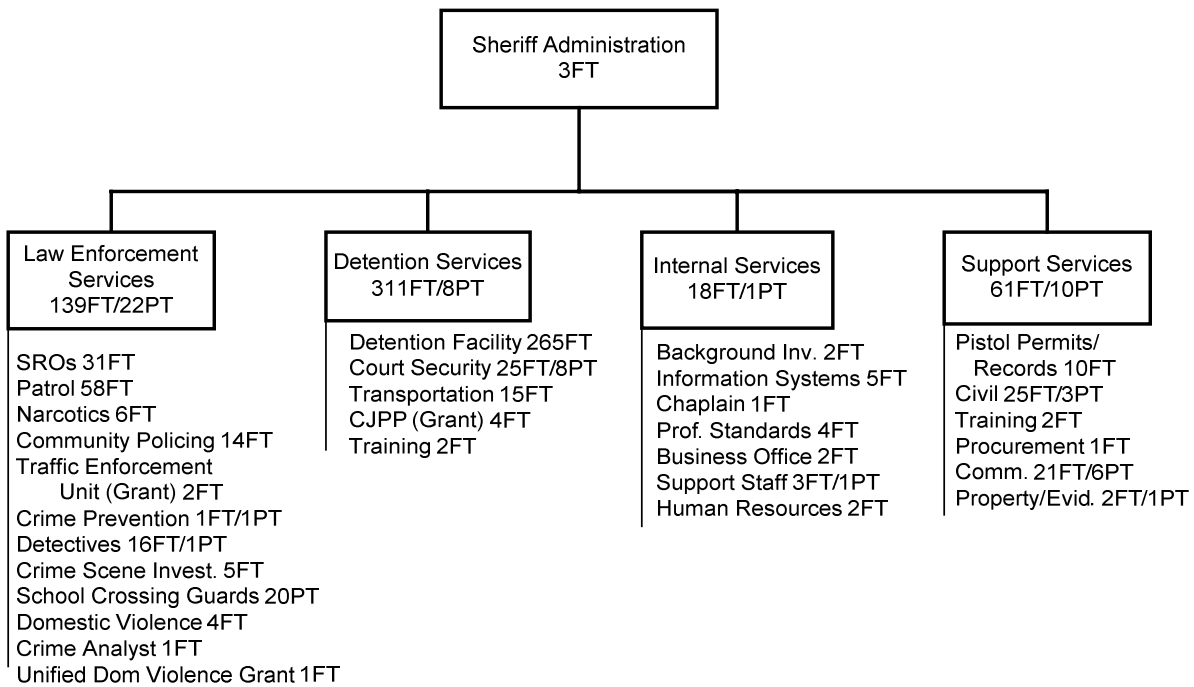 Sheriff Administration
3FT
Law Enforcement
Services
139FT/22PT
SROs 31FT
Patrol 58FT
Narcotics 6FT
Community Policing 14FT
Traffic Enforcement
Unit (Grant) 2FT
Crime Prevention 1FT/1PT
Detectives 16FT/1PT
Crime Scene Invest. 5FT
School Crossing Guards 20PT
Domestic Violence 4FT
Crime Analyst 1FT
Unified Dom Violence Grant 1FT
Detention Services
311FT/8PT
Detention Facility 265FT
Court Security 25FT/8PT
Transportation 15FT
CJPP (Grant) 4FT
Training 2FT
Internal Services
18FT/1PT
Background Inv. 2FT
Information Systems 5FT
Chaplain 1FT
Prof. Standards 4FT
Business Office 2FT
Support Staff 3FT/1PT
Human Resources 2FT
Support Services
61FT/10PT
Pistol Permits/
Records 10FT
Civil 25FT/3PT
Training 2FT
Procurement 1FT
Comm. 21FT/6PT
Property/Evid. 2FT/1PT